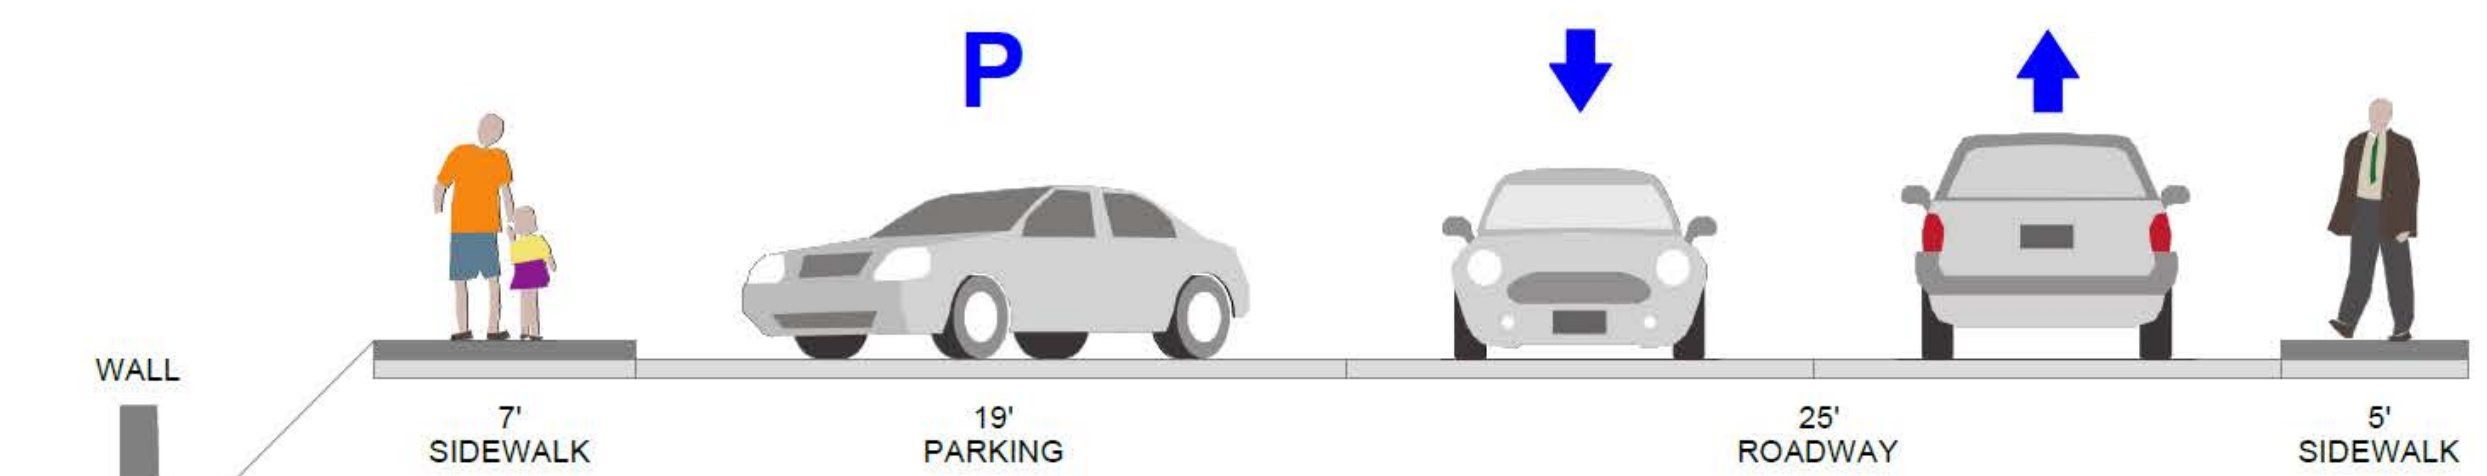 P
WALL
7'
SIDEWALK
19'
PARKING
25'
ROADWAY
5'
SIDEWALK